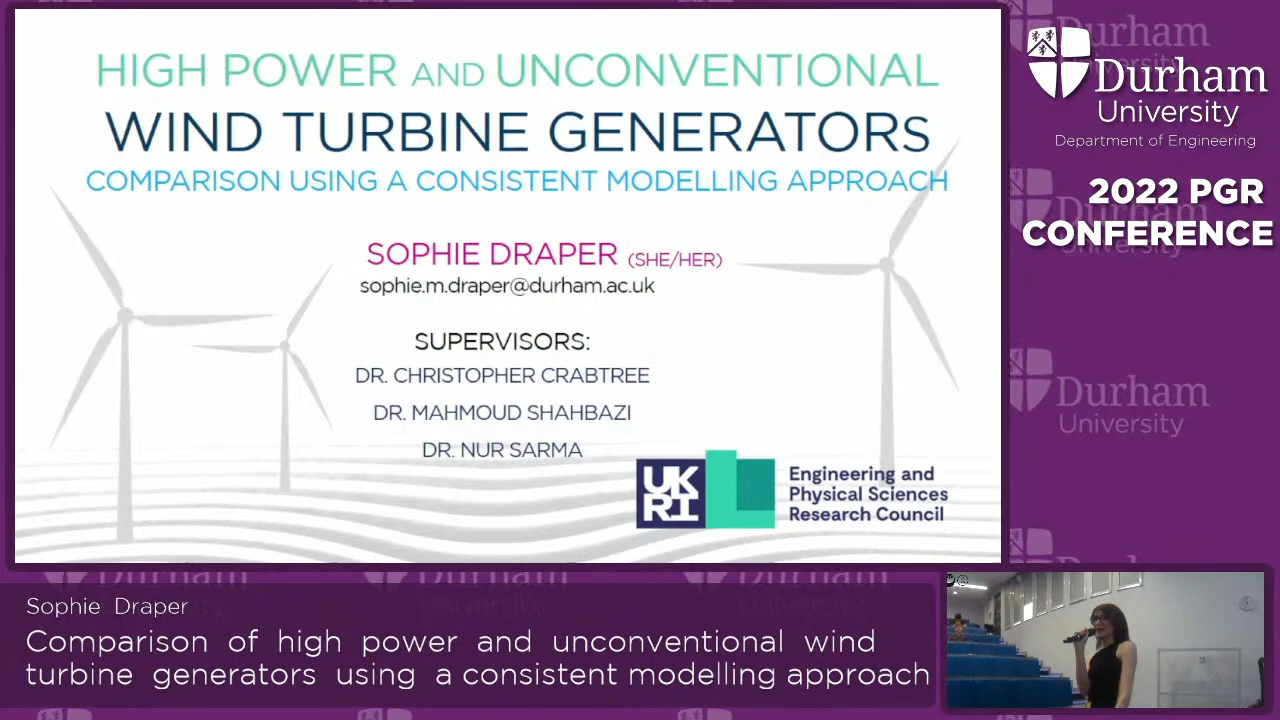 HIGH POWER AND UNCONVENTIONAL
WIND TURBINE GENERATORS
COMPARISON USING A CONSISTENT MODELLING APPROACH
SOPHIE DRAPER (SHE/HER)
sophie.m.draper@durham.ac.uk
SUPERVISORS:
DR. CHRISTOPHER CRABTREE
DR. MAHMOUD SHAHBAZI
DR. NUR SARMA
UK
RI
Engineering and
Physical Sciences
Research Council
Durham
University
Department of Engineering
2022 PGR
CONFERENCE
Durham
University
Sophie Draper
Comparison of high power and unconventional wind
turbine generators using a consistent modelling approach